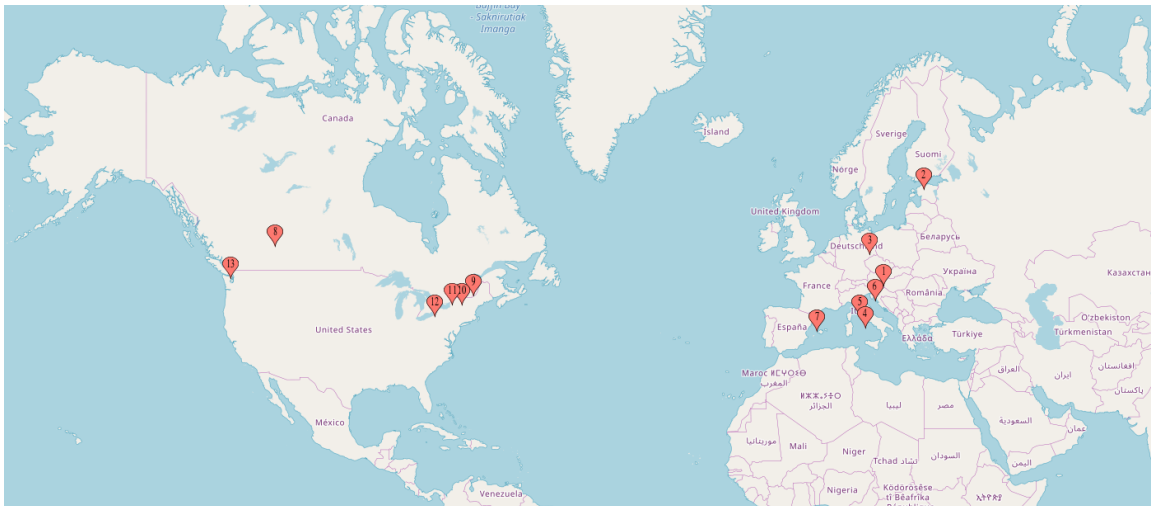 Baffin Bay
- Saknirutiak
Imanga
Canada
Ísland
Sverige
Suomi
Norge
2
United Kingdom
3
Deutschland
Беларусь
8
13
9
11
10
12
1
6
France
Україна
România
Казахстан
5
4
7
España
Ελλάδα
Türkiye
O'zbekiston
Türkmenistan
United States
افغانستان
ایران
العراق
پاکستان
Maroc ⵍⵎⵖⵔⵉⴱ
المغرب
الجزائر
ليبيا
مصر
السعودية
عمان
México
موريتانيا
Mali
Niger
Tchad تشاد
السودان
اليمن
Venezuela
Nigeria
Ködörösêse
tî Bêafrîka
ኢትዮጵያ